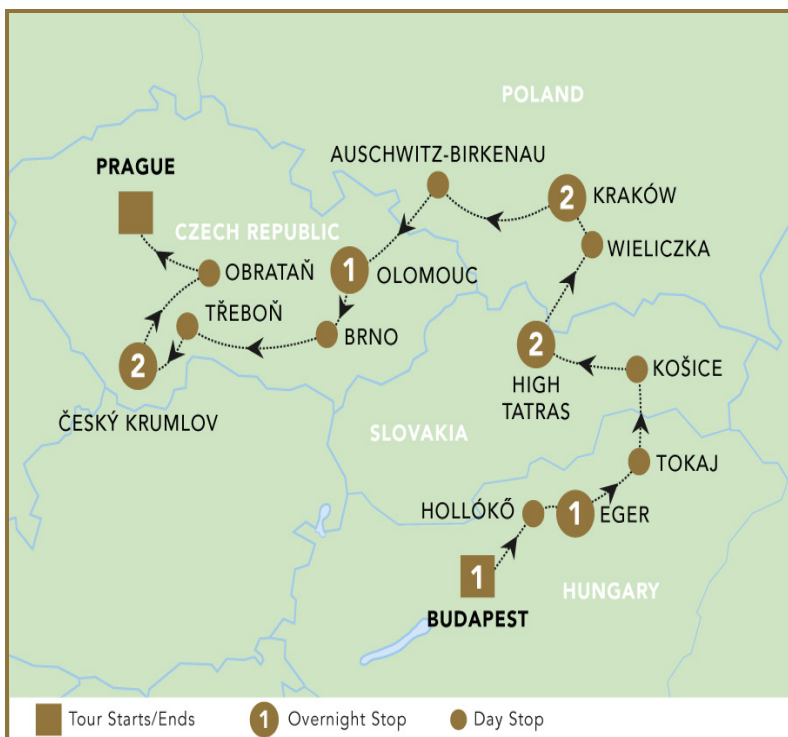 POLAND
AUSCHWITZ-BIRKENAU
PRAGUE
2
KRAKÓW
CZECH REPUBLIC
WIELICZKA
OBRATAŇ
1
OLOMOUC
TŘEBOŇ
BRNO
2
HIGH
TATRAS
KOŠICE
2
ČESKÝ KRUMLOV
SLOVAKIA
TOKAJ
HOLLÓKŐ
1
EGER
1
BUDAPEST
HUNGARY
Tour Starts/Ends
1
Overnight Stop
Day Stop